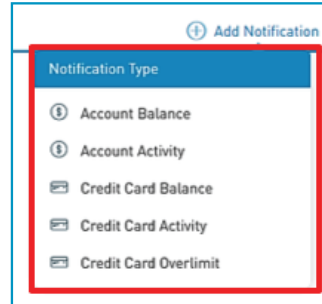 Add Notification
Notification Type
Account Balance
Account Activity
Credit Card Balance
Credit Card Activity
Credit Card Overlimit